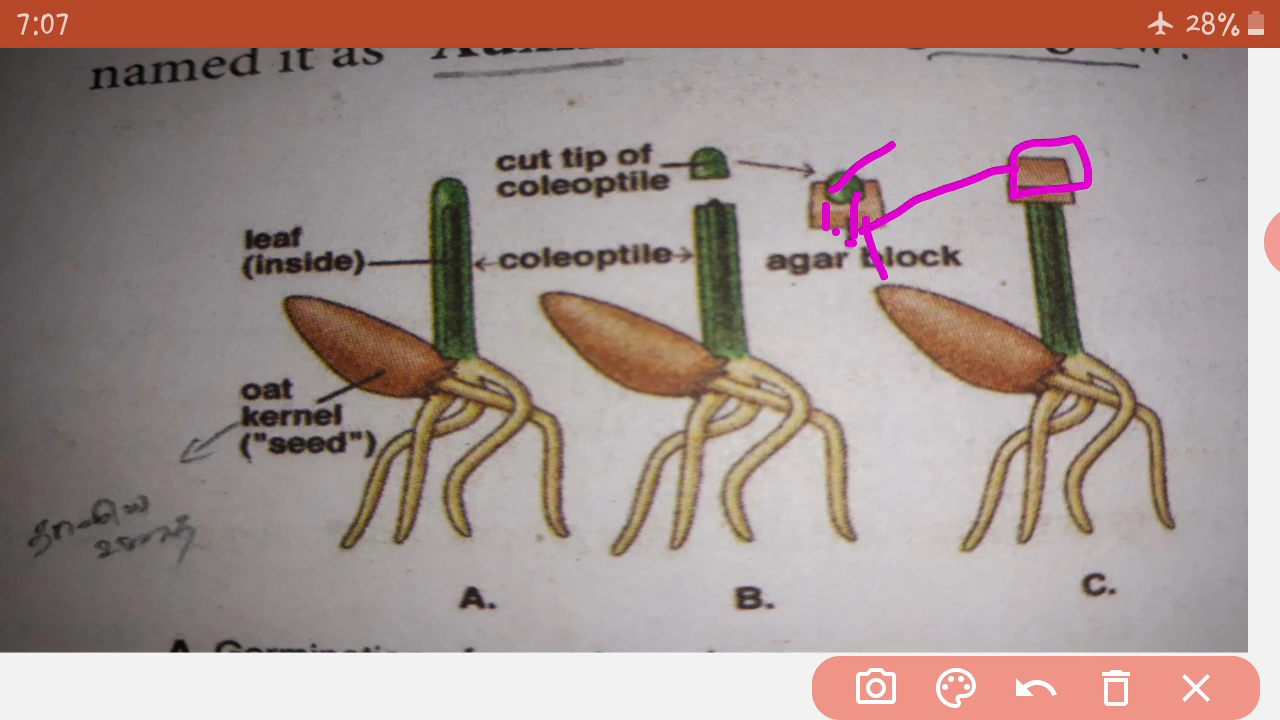 7:07
28%
named it as
cut tip of
coleoptile
leaf
(inside)
coleoptile
agar block
oat
kernel
("seed")
A.
B.
C.